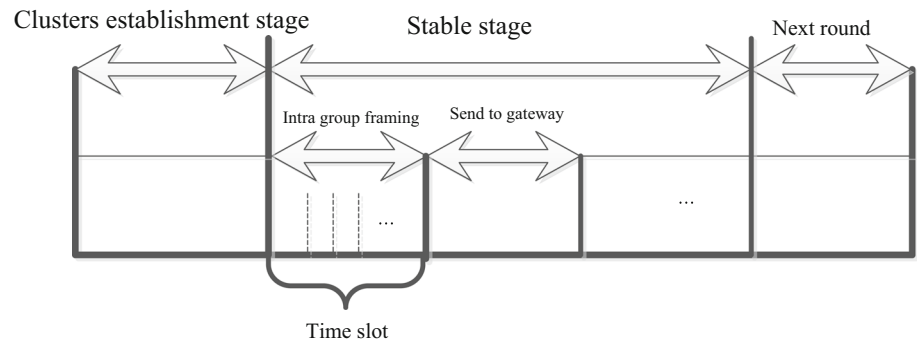 Clusters establishment stage
Stable stage
Next round
Intra group framing
Send to gateway
...
...
Time slot